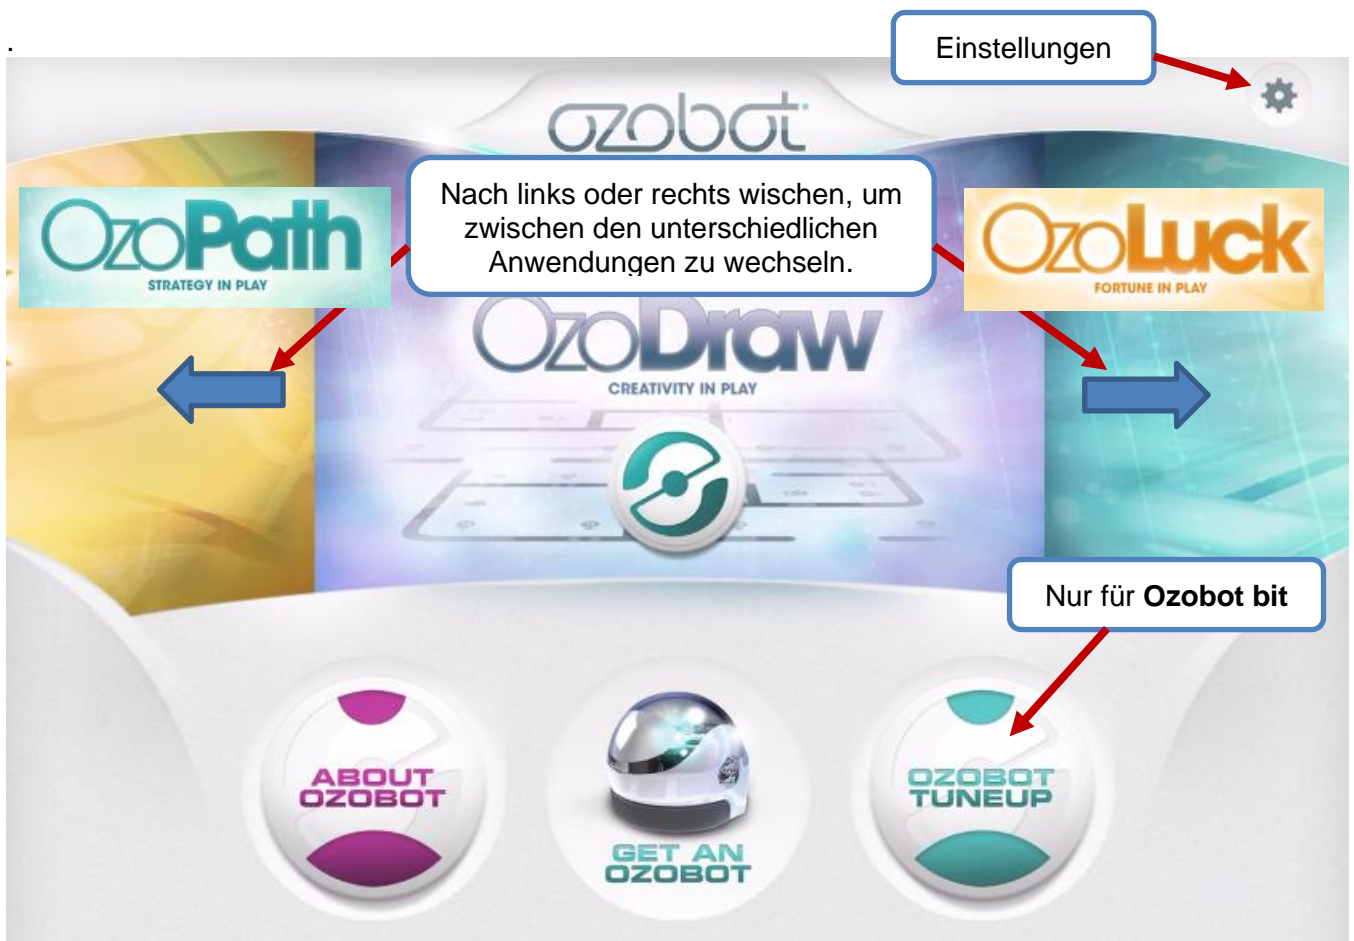 .
Einstellungen
ozobot
Nach links oder rechts wischen, um
zwischen den unterschiedlichen
Anwendungen zu wechseln.
OzoPath
STRATEGY IN PLAY
OzoLuck
FORTUNE IN PLAY
OzoDraw
CREATIVITY IN PLAY
Nur für Ozobot bit
ABOUT
OZOBOT
GET AN
OZOBOT
OZOBOT
TUNEUP